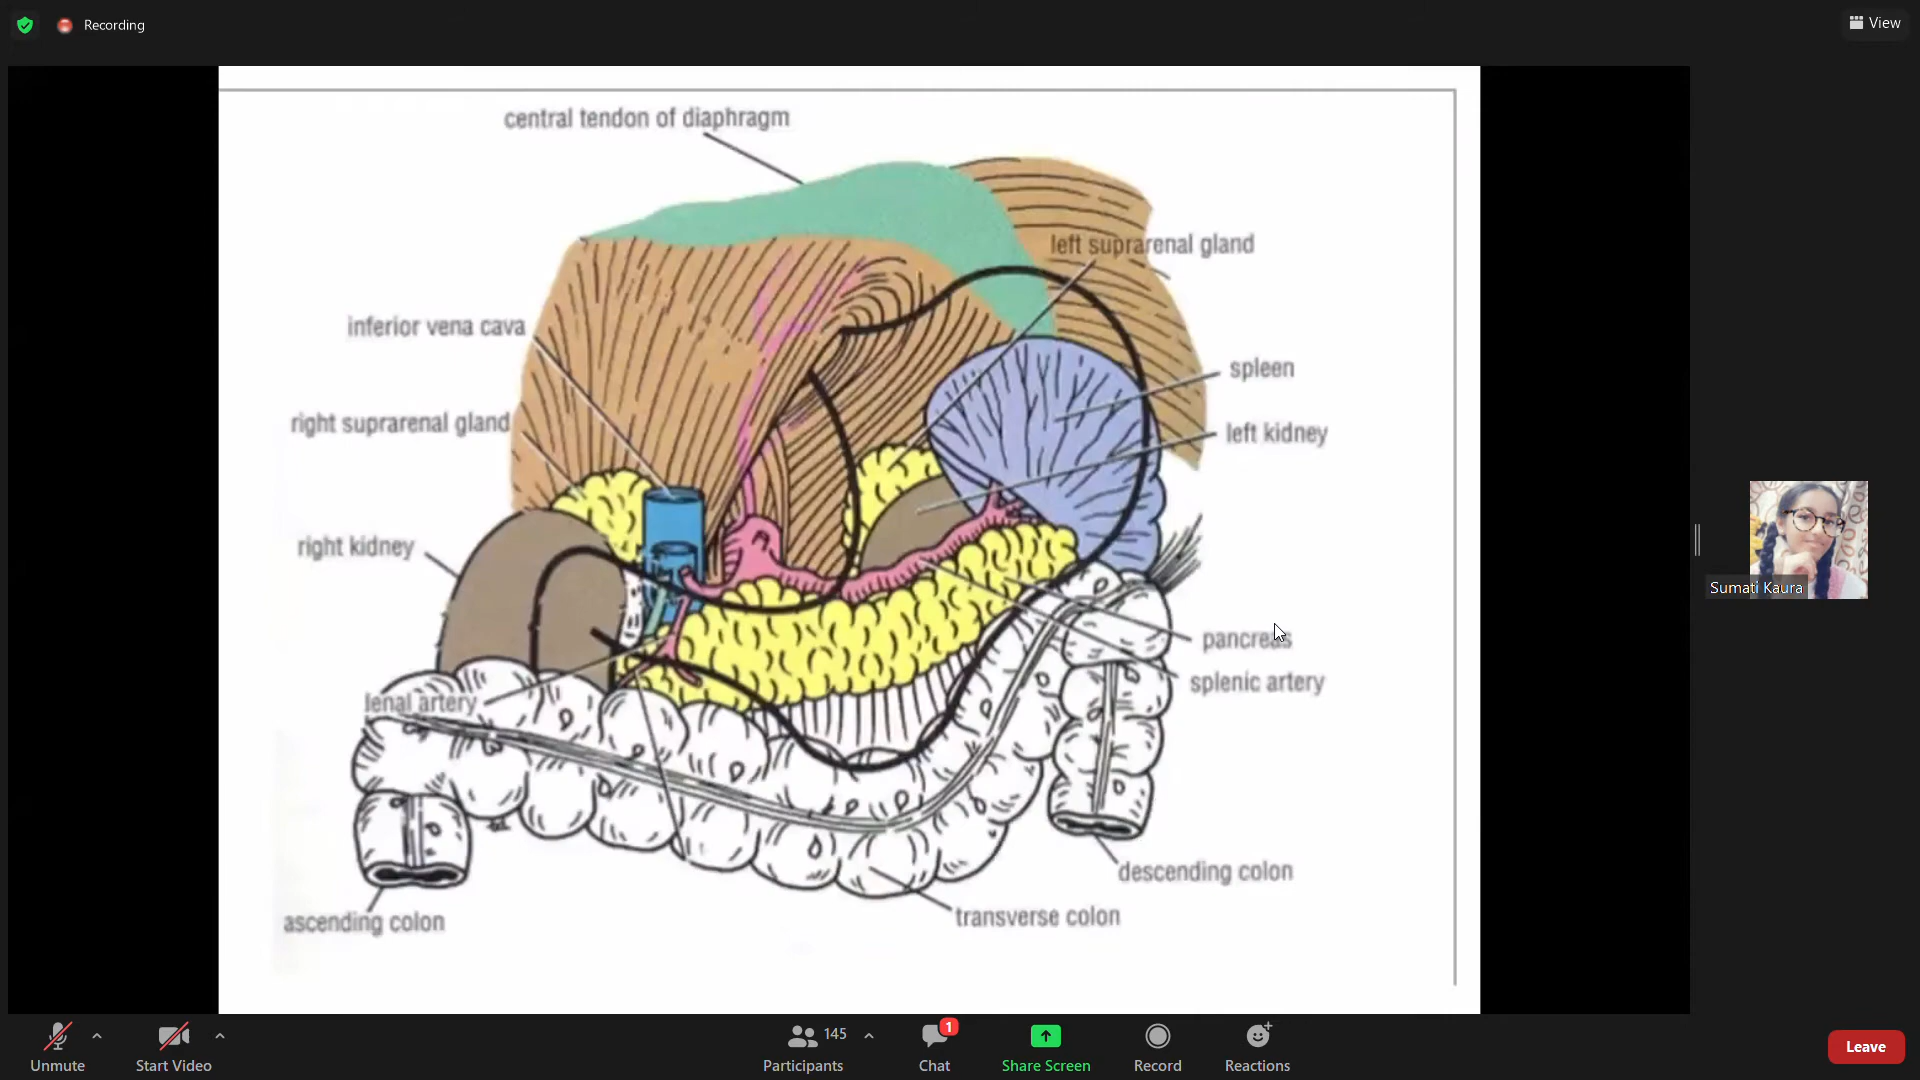 Recording
View
central tendon of diaphragm
left suprarenal gland
inferior vena cava
spleen
right suprarenal gland
left kidney
right kidney
Sumati Kaura
pancreas
splenic artery
lenal artery
descending colon
transverse colon
ascending colon
Unmute
Start Video
145
Participants
1
Chat
Share Screen
Record
Reactions
Leave